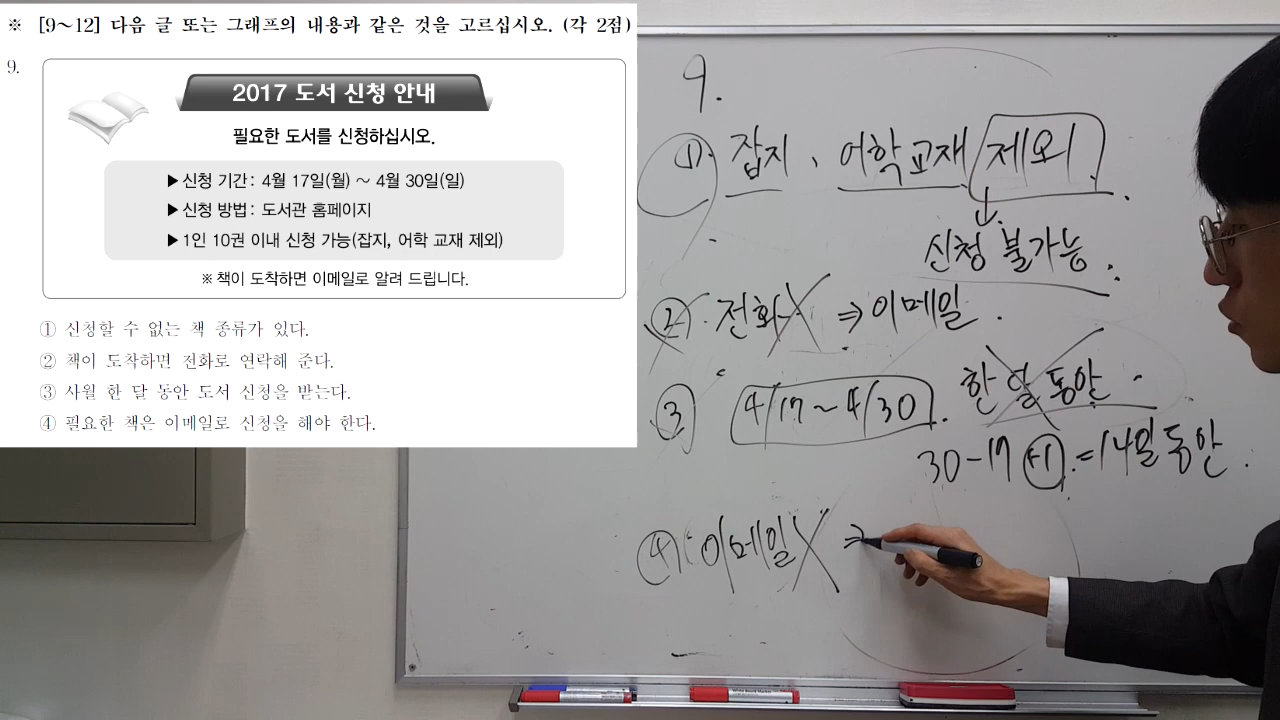 ※ [9~12] 다음 글 또는 그래프의 내용과 같은 것을 고르십시오. (각 2점)
9.
2017 도서 신청 안내
필요한 도서를 신청하십시오.
▶신청 기간: 4월 17일(월) ~ 4월 30일(일)
▶신청 방법: 도서관 홈페이지
▶1인 10권 이내 신청 가능(잡지, 어학 교재 제외)
※ 책이 도착하면 이메일로 알려 드립니다.
① 신청할 수 없는 책 종류가 있다.
② 책이 도착하면 전화로 연락해 준다.
③ 사월 한 달 동안 도서 신청을 받는다.
④ 필요한 책은 이메일로 신청을 해야 한다.
9.
①. 잡지, 어학 교재 제외.
↓
신청 불가능.
②. 전화 ⇒ 이메일.
③ 4/17 ~ 4/30. 한 달 동안.
30-17 +1 = 14일 동안.
④: 이메일 ⇒